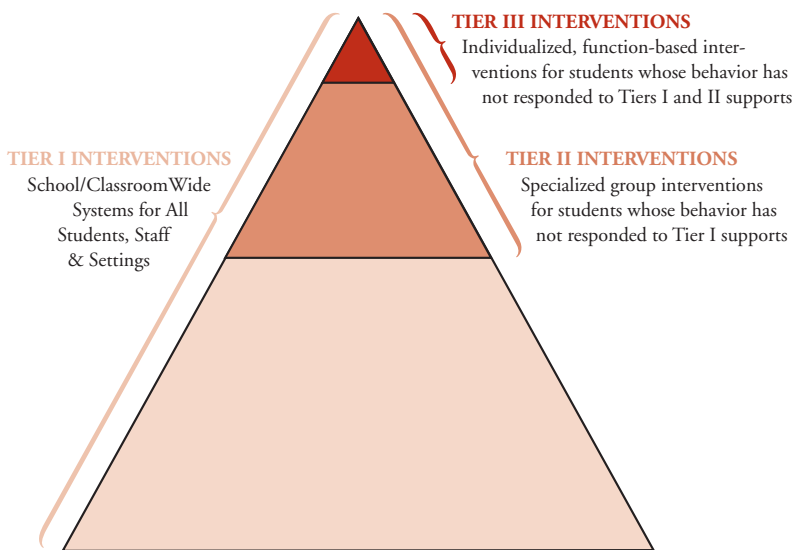 TIER III INTERVENTIONS
Individualized, function-based inter-
ventions for students whose behavior has
not responded to Tiers I and II supports
TIER I INTERVENTIONS
School/ClassroomWide
Systems for All
Students, Staff
& Settings
TIER II INTERVENTIONS
Specialized group interventions
for students whose behavior has
not responded to Tier I supports